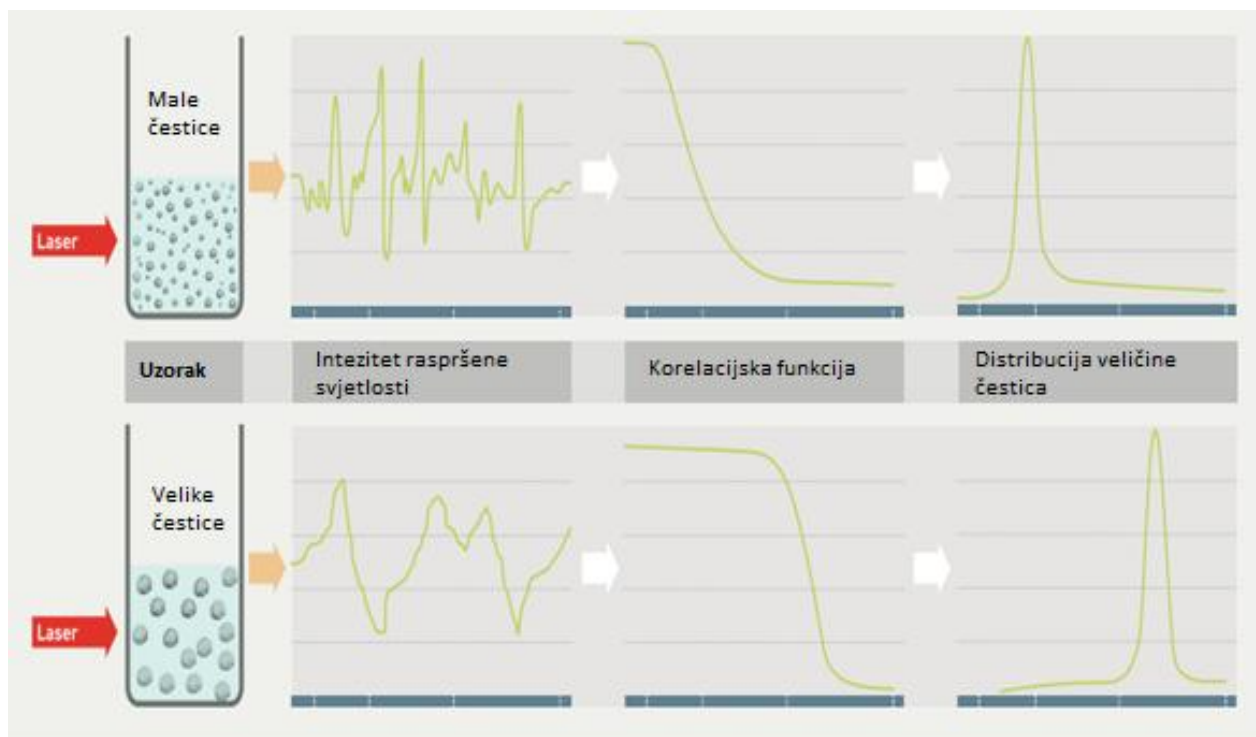 Male
čestice
Laser
Uzorak
Intezitet raspršene
svjetlosti
Korelacijska funkcija
Distribucija veličine
čestica
Velike
čestice
Laser